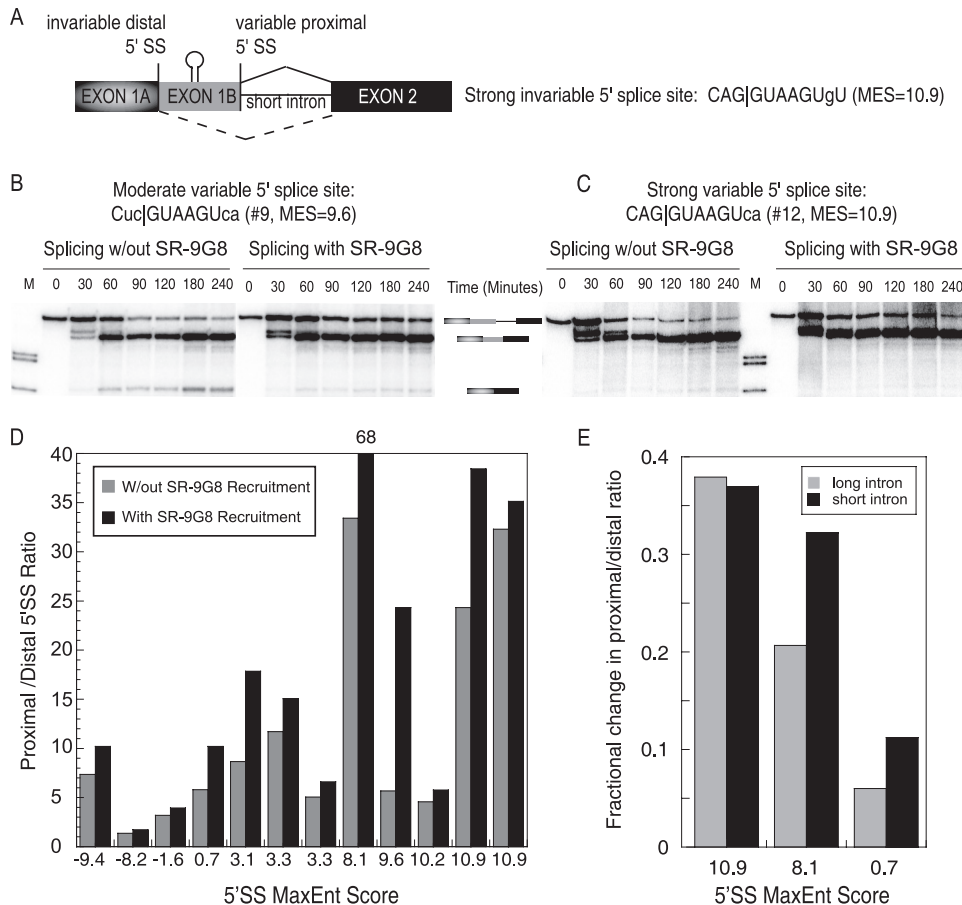 A
invariable distal
5' SS
variable proximal
5' SS
EXON 1A
EXON 1B
short intron
EXON 2
Strong invariable 5' splice site: CAG|GUAAGUgU (MES=10.9)
B
Moderate variable 5' splice site:
Cuc|GUAAGUca (#9, MES=9.6)
Splicing w/out SR-9G8
Splicing with SR-9G8
M 0 30 60 90 120 180 240
0 30 60 90 120 180 240
Time (Minutes)
C
Strong variable 5' splice site:
CAG|GUAAGUca (#12, MES=10.9)
Splicing w/out SR-9G8
Splicing with SR-9G8
0 30 60 90 120 180 240 M
0 30 60 90 120 180 240
D
68
40
35
30
25
20
15
10
5
0
Proximal /Distal 5'SS Ratio
W/out SR-9G8 Recruitment
With SR-9G8 Recruitment
-9.4 -8.2 -1.6 0.7 3.1 3.3 3.3 8.1 9.6 10.2 10.9 10.9
5'SS MaxEnt Score
E
0.4
0.3
0.2
0.1
0
Fractional change in proximal/distal ratio
long intron
short intron
10.9 8.1 0.7
5'SS MaxEnt Score